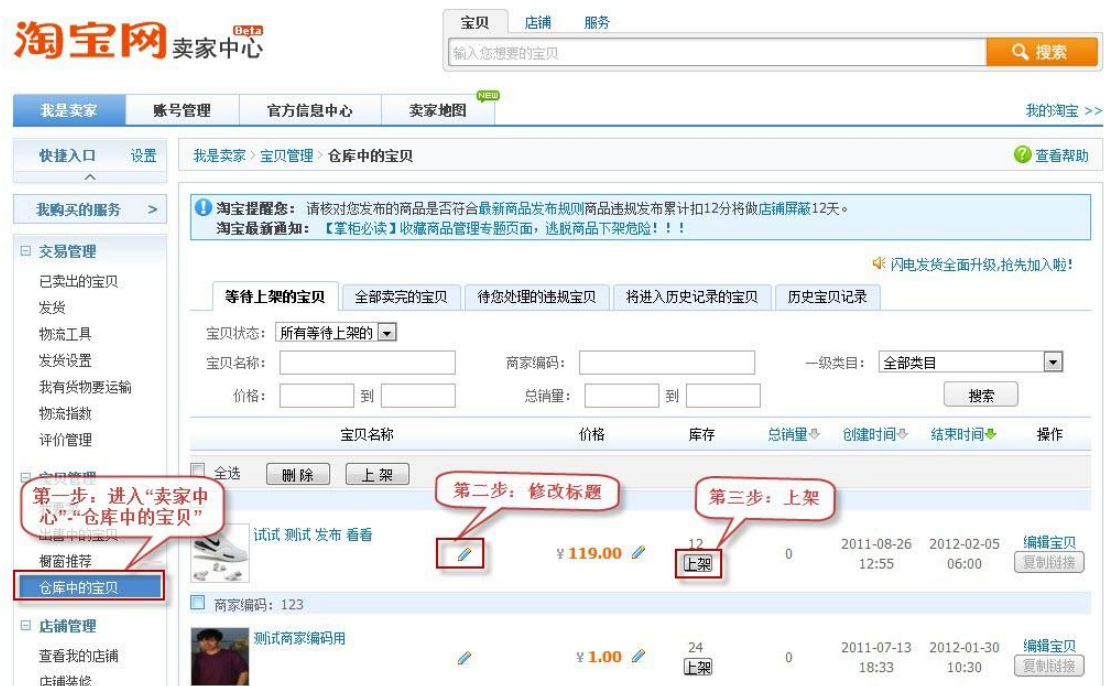 宝贝 店铺 服务
淘宝网 卖家中心 Beta
输入您想要的宝贝 搜索
我是卖家 账号管理 官方信息中心 卖家地图 NEW 我的淘宝 >>
快捷入口 设置 我是卖家 > 宝贝管理 > 仓库中的宝贝 查看帮助
我购买的服务 >
淘宝提醒您: 请核对您发布的商品是否符合最新商品发布规则商品违规发布累计扣12分将做店铺屏蔽12天。
淘宝最新通知: 【掌柜必读】收藏商品管理专题页面,逃脱商品下架危险!!!
交易管理
已卖出的宝贝
发货
物流工具
发货设置
我有货物要运输
物流指数
评价管理
闪电发货全面升级,抢先加入啦!
等待上架的宝贝 全部卖完的宝贝 待您处理的违规宝贝 将进入历史记录的宝贝 历史宝贝记录
宝贝状态: 所有等待上架的
宝贝名称: 商家编码: 一级类目: 全部类目
价格: 到 总销量: 到 搜索
宝贝名称 价格 库存 总销量 创建时间 结束时间 操作
宝贝管理
全选 删除 上架
第一步:进入“卖家中
心”-“仓库中的宝贝”
第二步:修改标题
第三步:上架
出售中的宝贝
橱窗推荐
仓库中的宝贝
试试 测试 发布 看看 ¥119.00 12 上架 0 2011-08-26 12:55 2012-02-05 06:00 编辑宝贝 复制链接
商家编码:123
店铺管理
查看我的店铺
店铺装修
测试商家编码用 ¥1.00 24 上架 0 2011-07-13 18:33 2012-01-30 10:30 编辑宝贝 复制链接